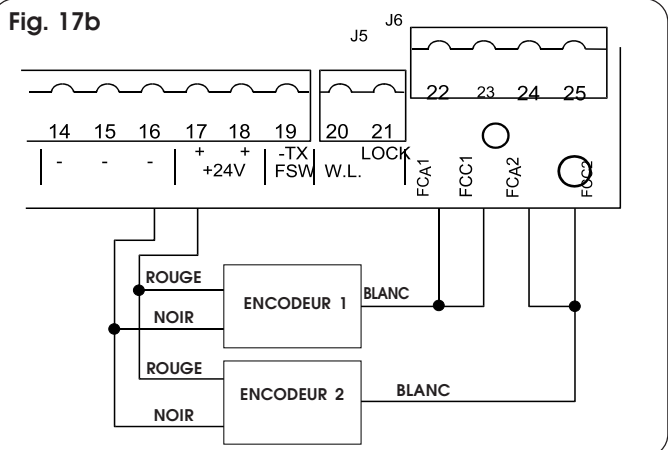 Fig. 17b
J5 J6
22 23 24 25
14 15 16 17 18 19 20 21
- - - + + -TX LOCK
+24V FSW W.L.
FCA1 FCC1 FCA2 FCC2
ROUGE
ENCODEUR 1
BLANC
NOIR
ROUGE
ENCODEUR 2
BLANC
NOIR